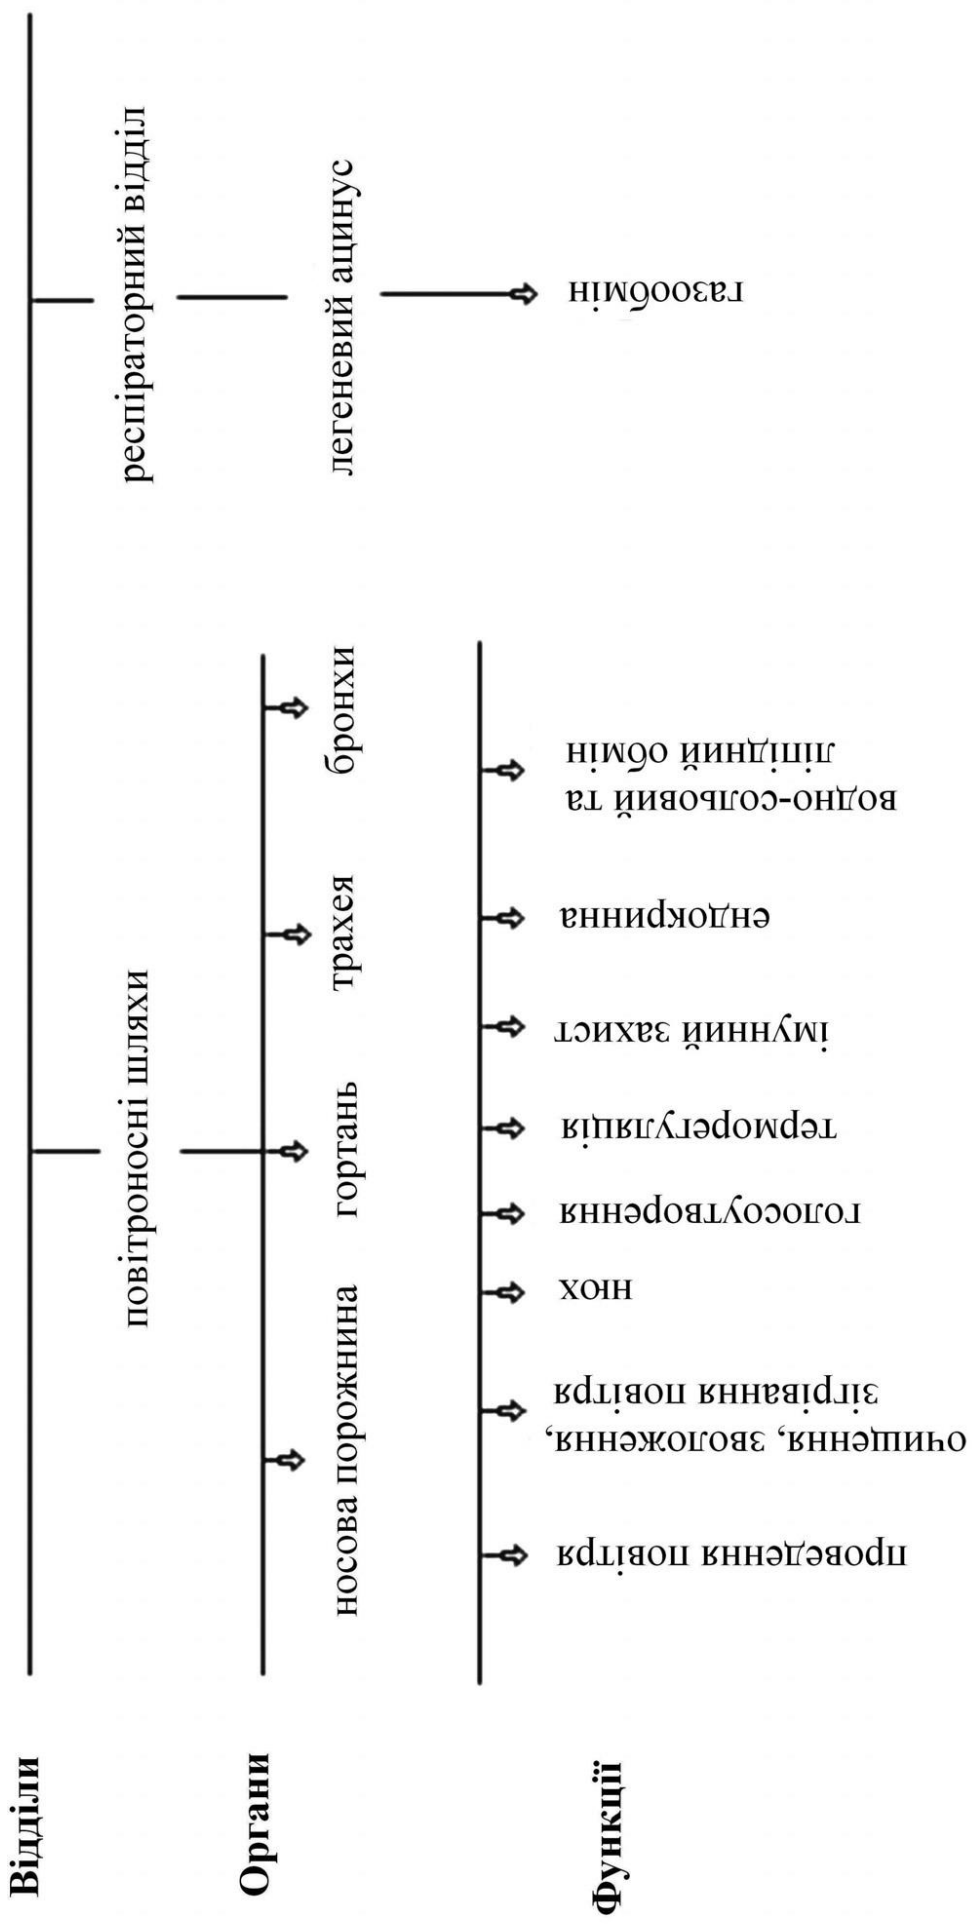 Відділи
повітроносні шляхи
респіраторний відділ
Органи
носова порожнина
гортань
трахея
бронхи
легеневий ацинус
Функції
проведення повітря
очищення, зволоження,
зігрівання повітря
нюх
голосоутворення
терморегуляція
імунний захист
ендокринна
водно-сольовий та
ліпідний обмін
газообмін